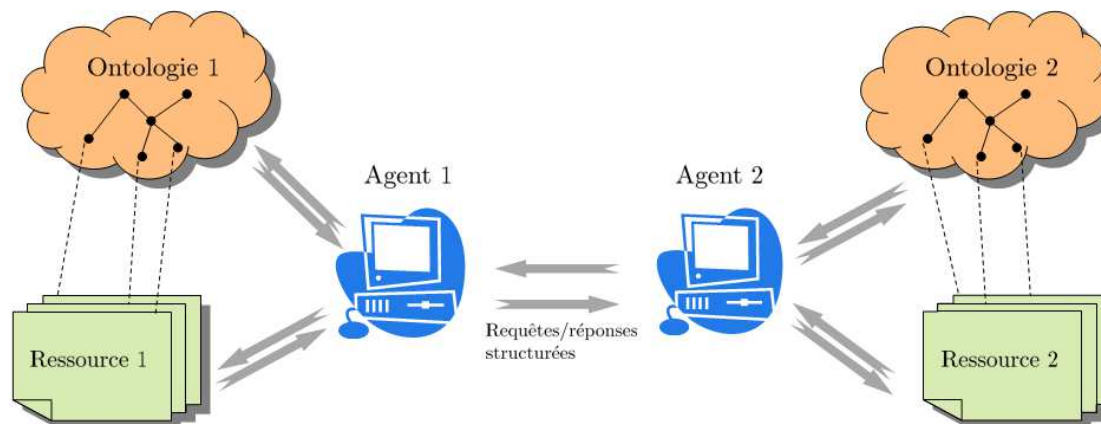 Ontologie 1
Ontologie 2
Agent 1
Agent 2
Requêtes/réponses
structurées
Ressource 1
Ressource 2